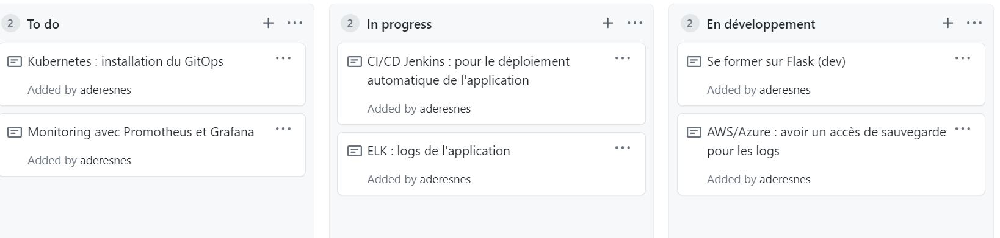 2 To do
Kubernetes : installation du GitOps
Added by aderesnes
Monitoring avec Promotheus et Grafana
Added by aderesnes
2 In progress
CI/CD Jenkins : pour le déploiement
automatique de l'application
Added by aderesnes
ELK : logs de l'application
Added by aderesnes
2 En développement
Se former sur Flask (dev)
Added by aderesnes
AWS/Azure : avoir un accès de sauvegarde
pour les logs
Added by aderesnes